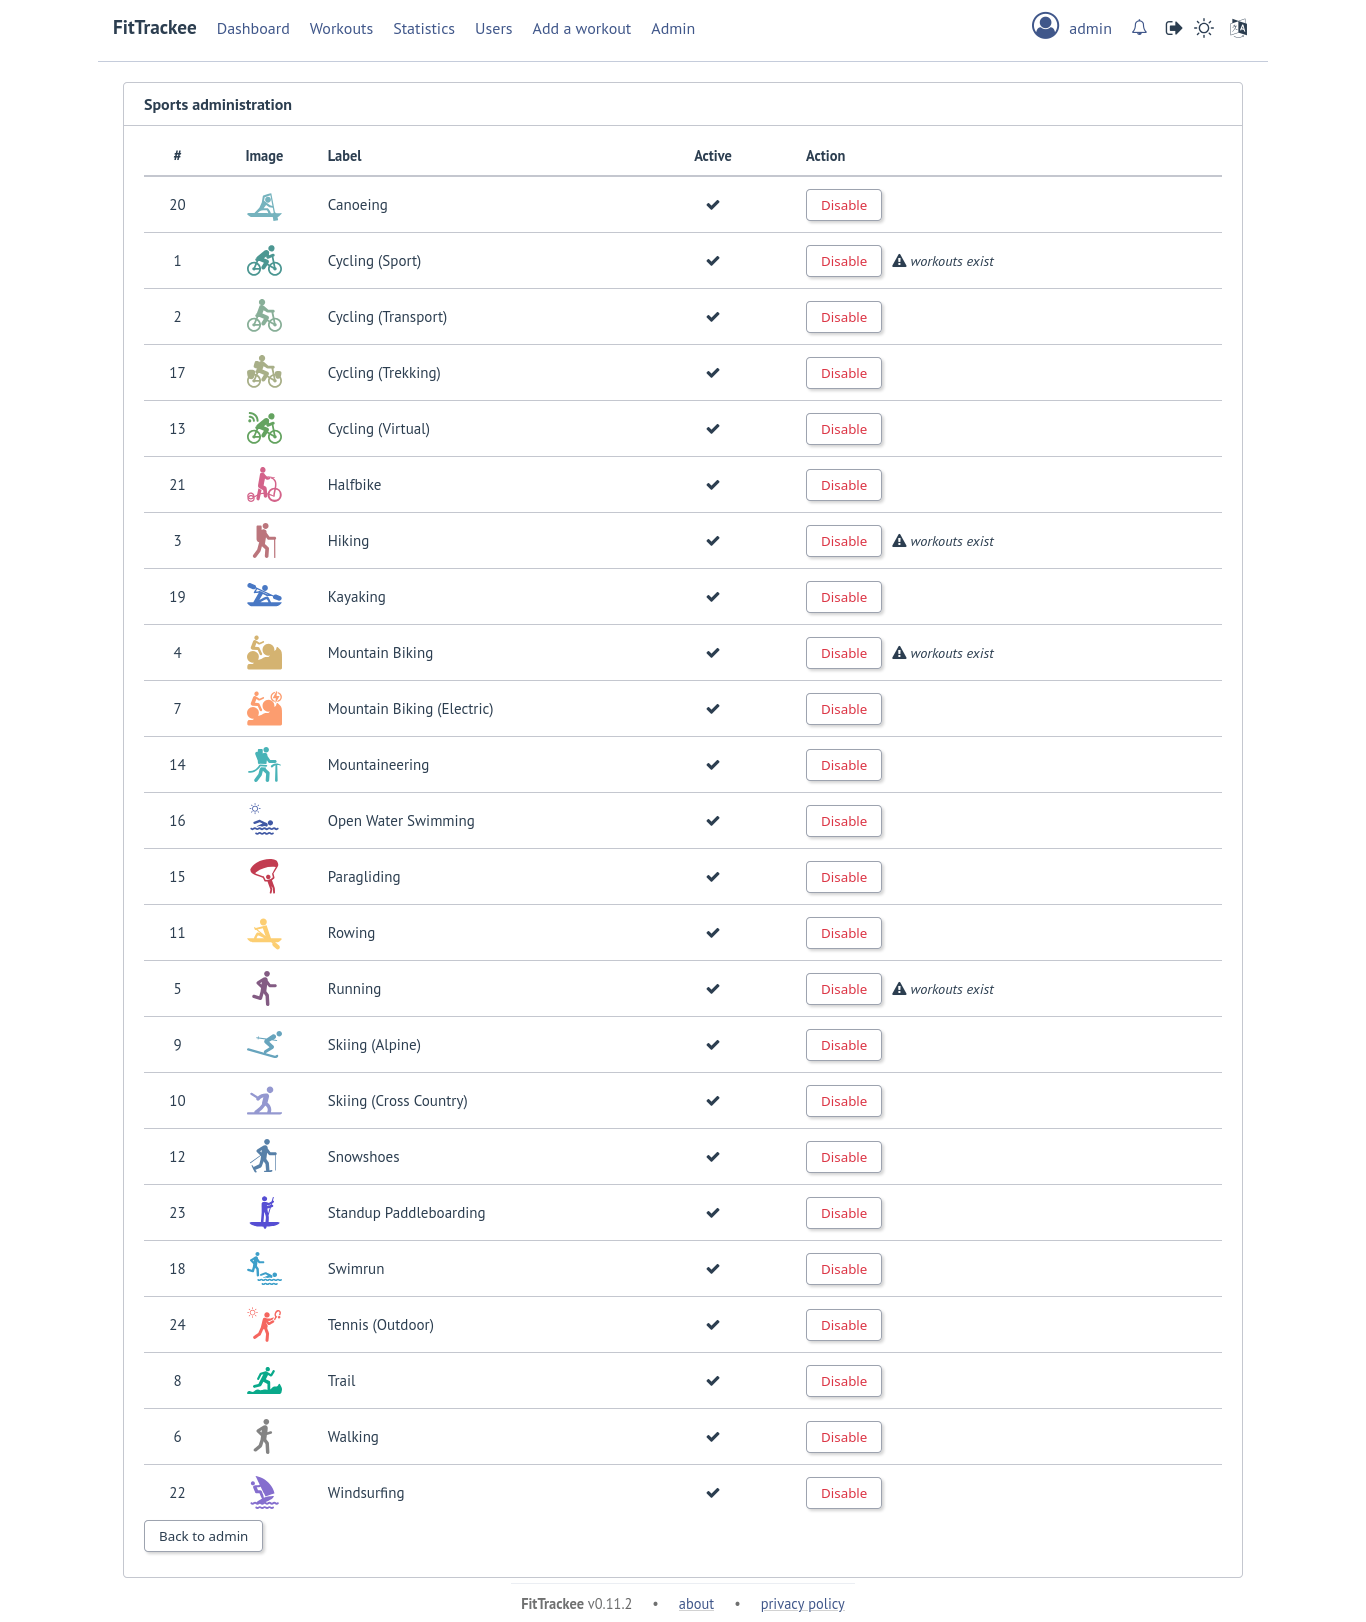 FitTrackee Dashboard Workouts Statistics Users Add a workout Admin admin
Sports administration
# Image Label Active Action
20 Canoeing Disable
1 Cycling (Sport) Disable workouts exist
2 Cycling (Transport) Disable
17 Cycling (Trekking) Disable
13 Cycling (Virtual) Disable
21 Halfbike Disable
3 Hiking Disable workouts exist
19 Kayaking Disable
4 Mountain Biking Disable workouts exist
7 Mountain Biking (Electric) Disable
14 Mountaineering Disable
16 Open Water Swimming Disable
15 Paragliding Disable
11 Rowing Disable
5 Running Disable workouts exist
9 Skiing (Alpine) Disable
10 Skiing (Cross Country) Disable
12 Snowshoes Disable
23 Standup Paddleboarding Disable
18 Swimrun Disable
24 Tennis (Outdoor) Disable
8 Trail Disable
6 Walking Disable
22 Windsurfing Disable
Back to admin
FitTrackee v0.11.2 • about • privacy policy